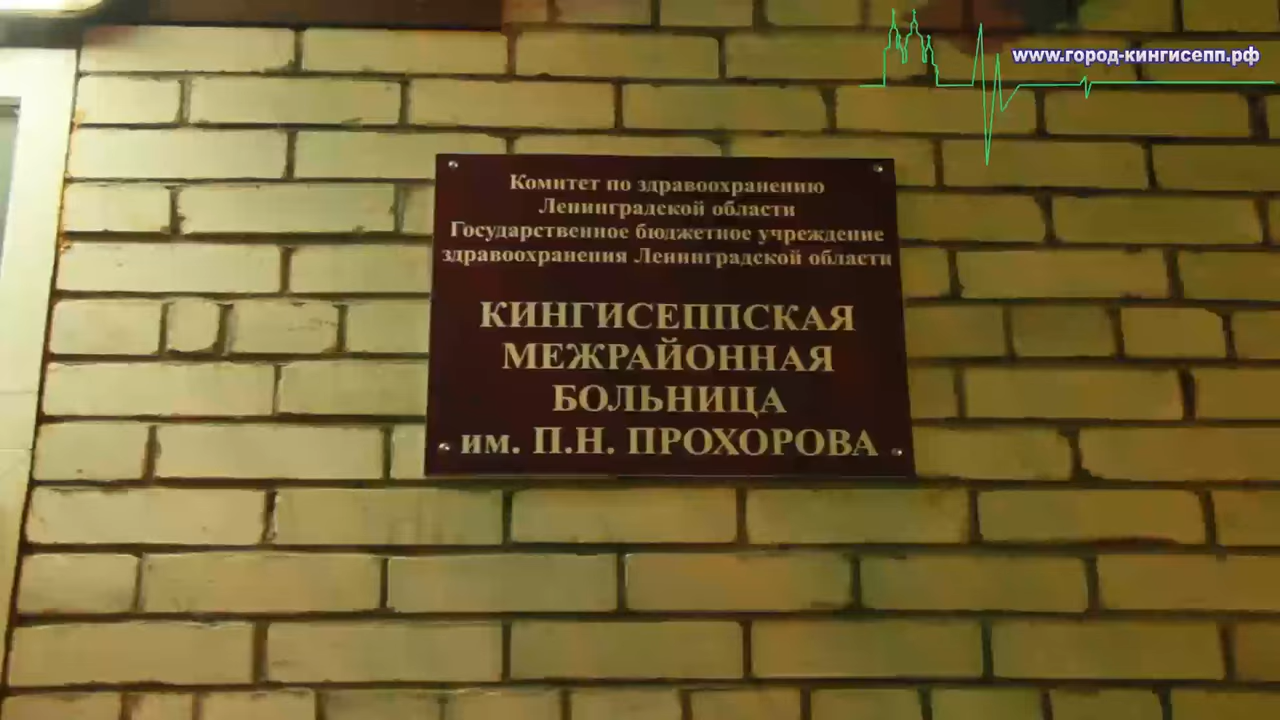 www.город-кингисепп.рф
Комитет по здравоохранению
Ленинградской области
Государственное бюджетное учреждение
здравоохранения Ленинградской области
КИНГИСЕППСКАЯ
МЕЖРАЙОННАЯ
БОЛЬНИЦА
им. П.Н. ПРОХОРОВА